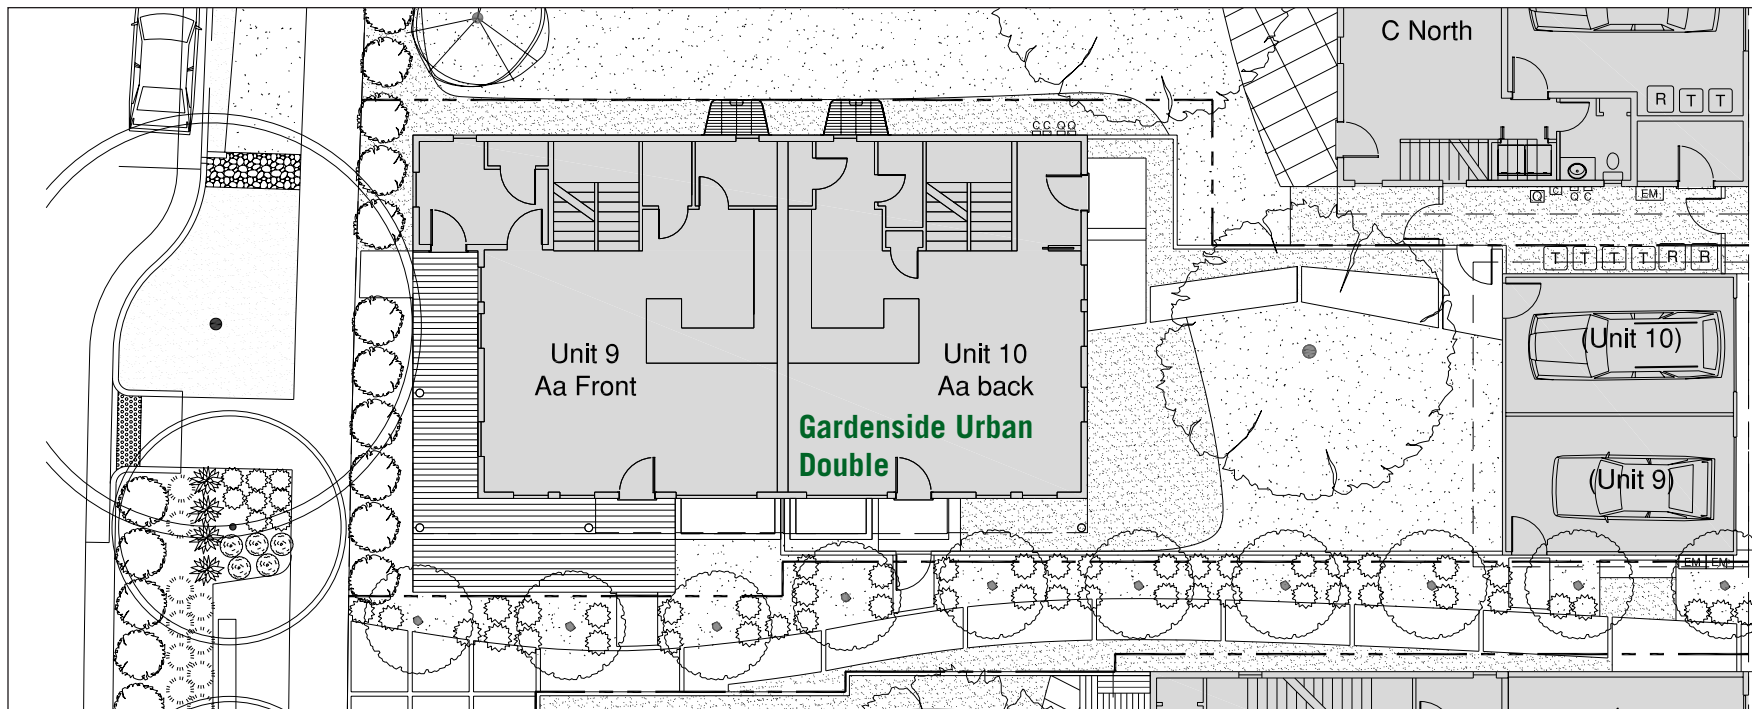 C North
R T T
C C Q Q
Q C Q C EM
T T T T R R
Unit 9
Aa Front
Unit 10
Aa back
Gardenside Urban
Double
(Unit 10)
(Unit 9)
EM EM